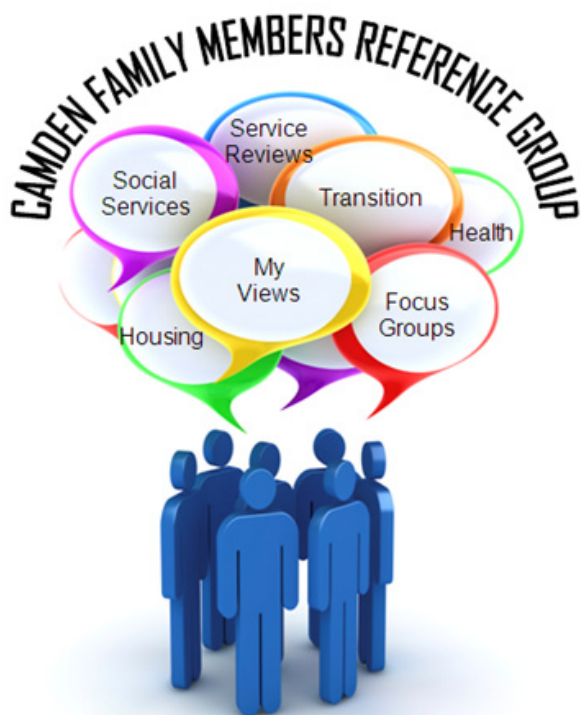 CAMDEN FAMILY MEMBERS REFERENCE GROUP
Service
Reviews
Social
Services
Transition
Health
My
Views
Focus
Groups
Housing